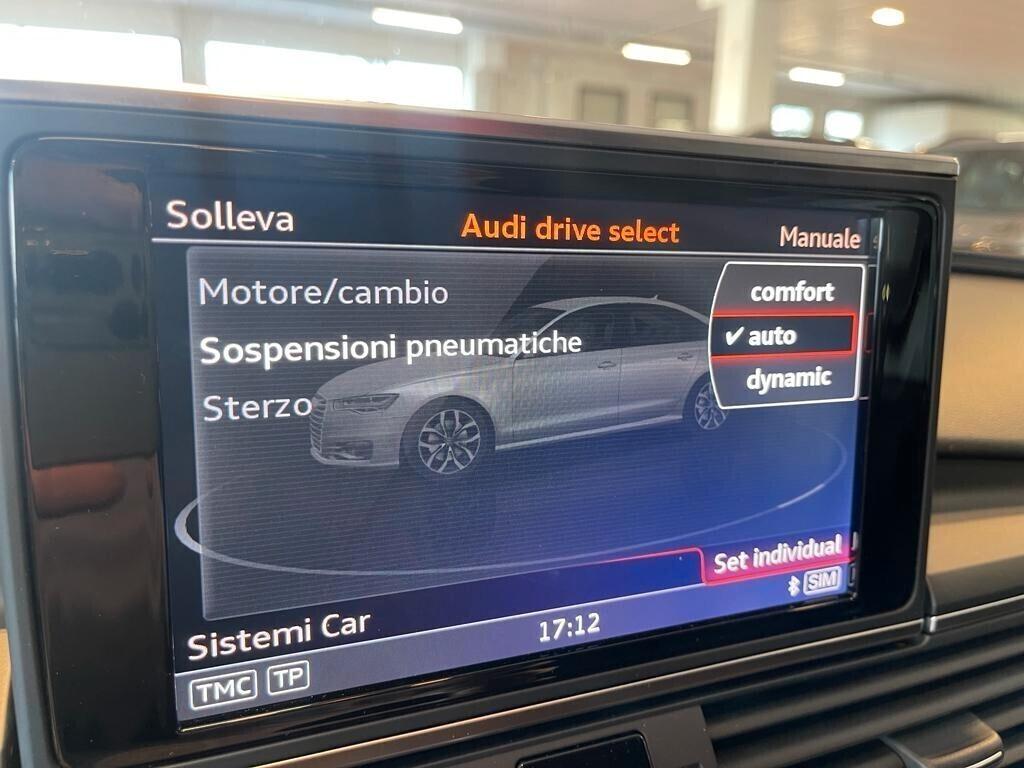 Solleva
Audi drive select
Manuale
Motore/cambio
comfort
Sospensioni pneumatiche
✔ auto
Sterzo
dynamic
Set individual
Sistemi Car
17:12
SIM
TMC
TP